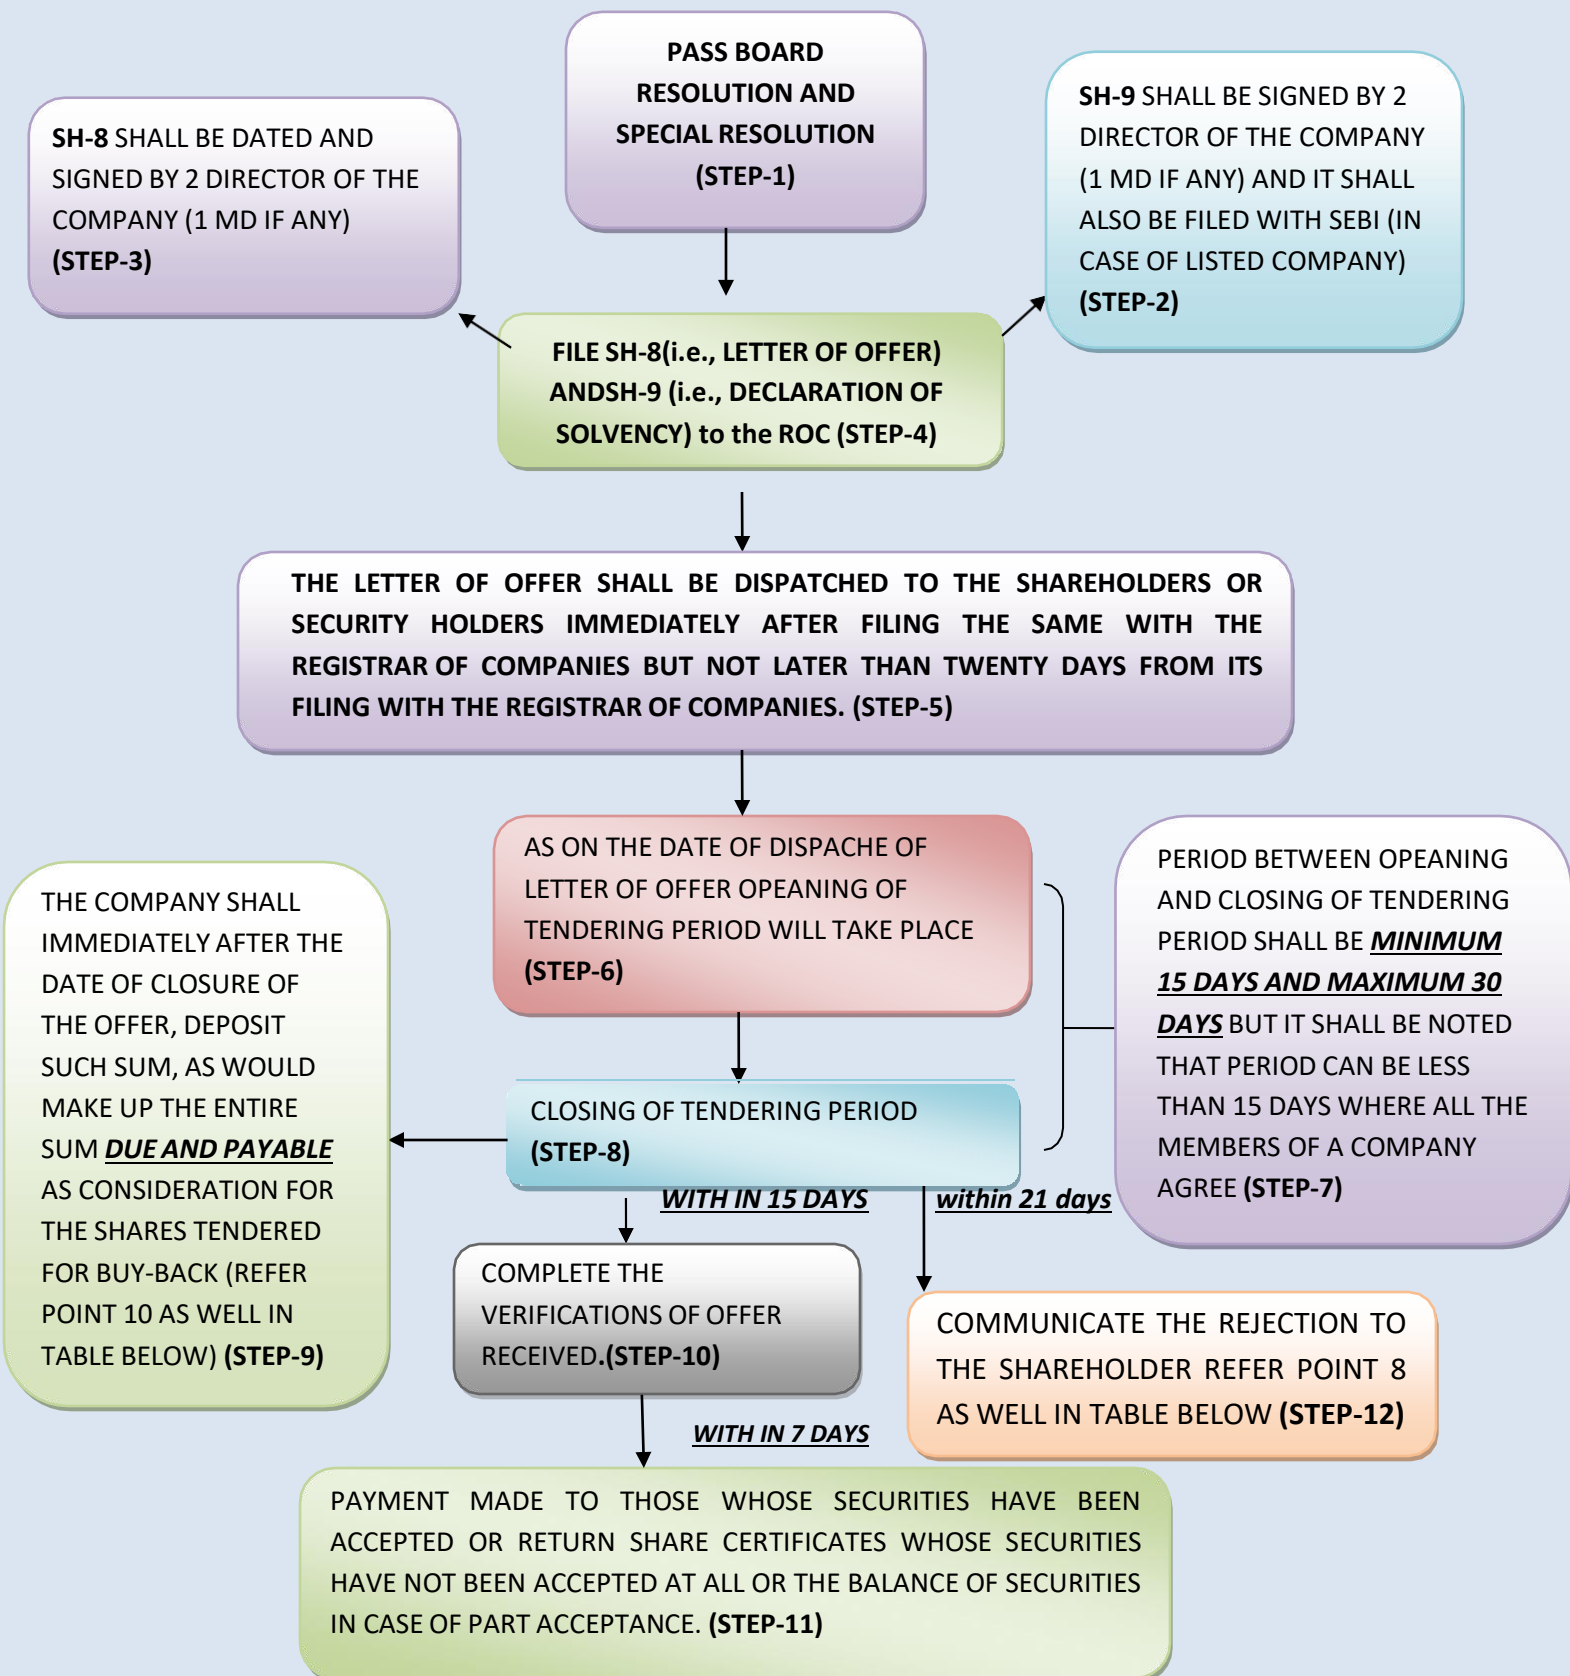 PASS BOARD
RESOLUTION AND
SPECIAL RESOLUTION
(STEP-1)
SH-8 SHALL BE DATED AND
SIGNED BY 2 DIRECTOR OF THE
COMPANY (1 MD IF ANY)
(STEP-3)
SH-9 SHALL BE SIGNED BY 2
DIRECTOR OF THE COMPANY
(1 MD IF ANY) AND IT SHALL
ALSO BE FILED WITH SEBI (IN
CASE OF LISTED COMPANY)
(STEP-2)
FILE SH-8(i.e., LETTER OF OFFER)
ANDSH-9 (i.e., DECLARATION OF
SOLVENCY) to the ROC (STEP-4)
THE LETTER OF OFFER SHALL BE DISPATCHED TO THE SHAREHOLDERS OR
SECURITY HOLDERS IMMEDIATELY AFTER FILING THE SAME WITH THE
REGISTRAR OF COMPANIES BUT NOT LATER THAN TWENTY DAYS FROM ITS
FILING WITH THE REGISTRAR OF COMPANIES. (STEP-5)
AS ON THE DATE OF DISPACHE OF
LETTER OF OFFER OPEANING OF
TENDERING PERIOD WILL TAKE PLACE
(STEP-6)
PERIOD BETWEEN OPEANING
AND CLOSING OF TENDERING
PERIOD SHALL BE MINIMUM
15 DAYS AND MAXIMUM 30
DAYS BUT IT SHALL BE NOTED
THAT PERIOD CAN BE LESS
THAN 15 DAYS WHERE ALL THE
MEMBERS OF A COMPANY
AGREE (STEP-7)
CLOSING OF TENDERING PERIOD
(STEP-8)
THE COMPANY SHALL
IMMEDIATELY AFTER THE
DATE OF CLOSURE OF
THE OFFER, DEPOSIT
SUCH SUM, AS WOULD
MAKE UP THE ENTIRE
SUM DUE AND PAYABLE
AS CONSIDERATION FOR
THE SHARES TENDERED
FOR BUY-BACK (REFER
POINT 10 AS WELL IN
TABLE BELOW) (STEP-9)
WITH IN 15 DAYS
within 21 days
COMPLETE THE
VERIFICATIONS OF OFFER
RECEIVED.(STEP-10)
COMMUNICATE THE REJECTION TO
THE SHAREHOLDER REFER POINT 8
AS WELL IN TABLE BELOW (STEP-12)
WITH IN 7 DAYS
PAYMENT MADE TO THOSE WHOSE SECURITIES HAVE BEEN
ACCEPTED OR RETURN SHARE CERTIFICATES WHOSE SECURITIES
HAVE NOT BEEN ACCEPTED AT ALL OR THE BALANCE OF SECURITIES
IN CASE OF PART ACCEPTANCE. (STEP-11)